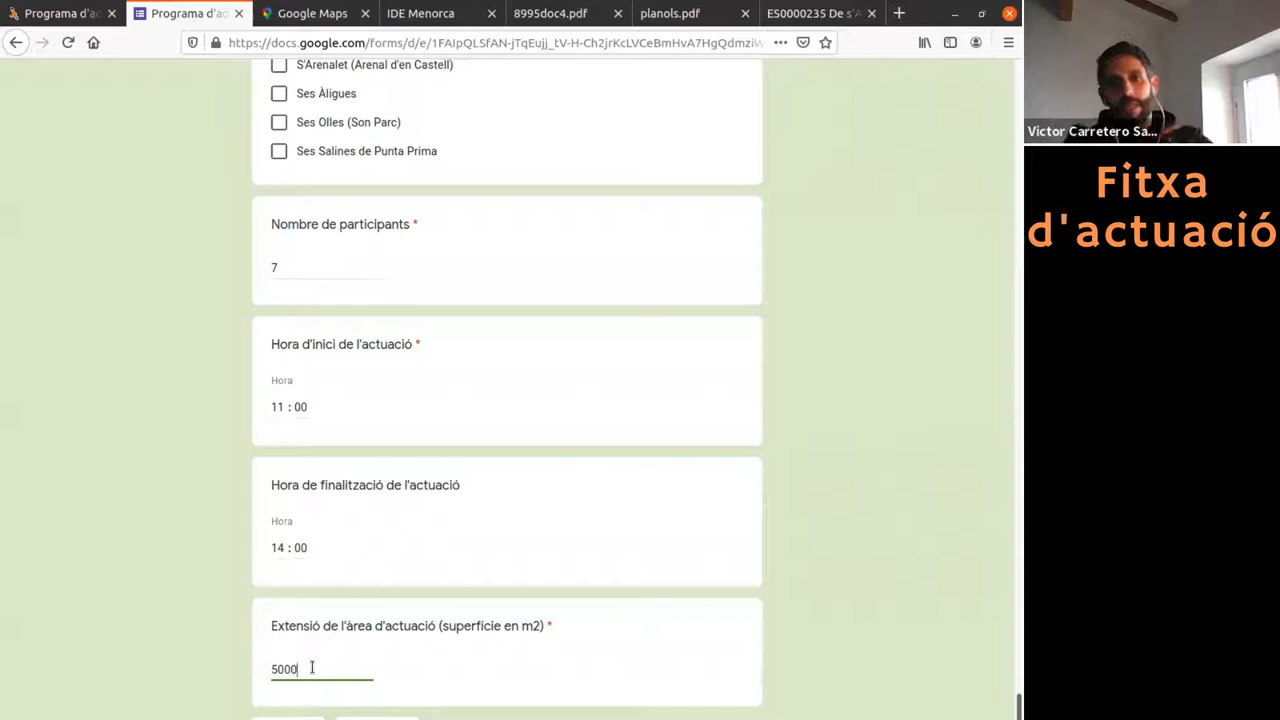 Programa d'ac
Programa d'ac
Google Maps
IDE Menorca
8995doc4.pdf
planols.pdf
ES0000235 De s'A
https://docs.google.com/forms/d/e/1FAIpQLSfAN-jTqEujj_tV-H-Ch2jrKcLVCeBmHvA7HgQdmziW
S'Arenalet (Arenal d'en Castell)
Ses Àligues
Ses Olles (Son Parc)
Ses Salines de Punta Prima
Nombre de participants *
7
Hora d'inici de l'actuació *
Hora
11 : 00
Hora de finalització de l'actuació
Hora
14 : 00
Extensió de l'àrea d'actuació (superfície en m2) *
5000
Victor Carretero Sa...
Fitxa
d'actuació